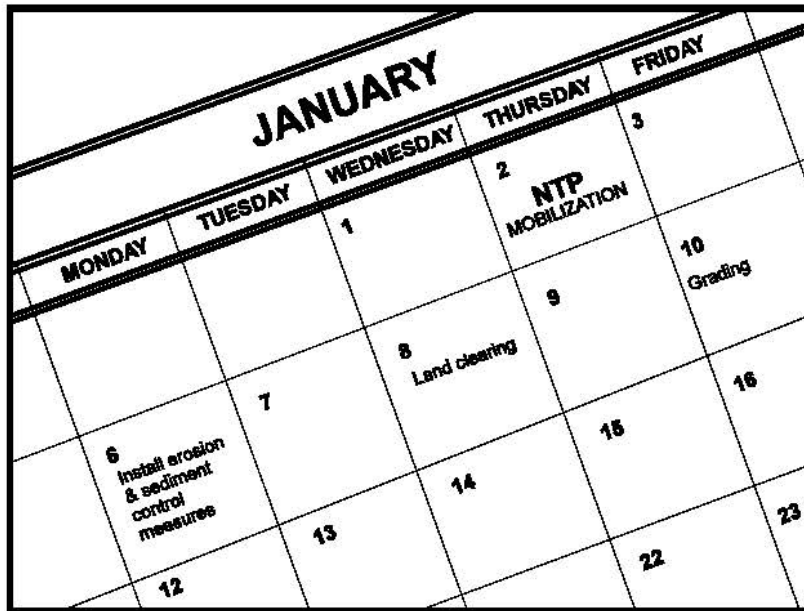 JANUARY
MONDAY TUESDAY WEDNESDAY THURSDAY FRIDAY
1 2 3
NTP
MOBILIZATION
6 7 8 9 10
Install erosion
& sediment
control
measures
Land clearing
Grading
12 13 14 15 16
22 23